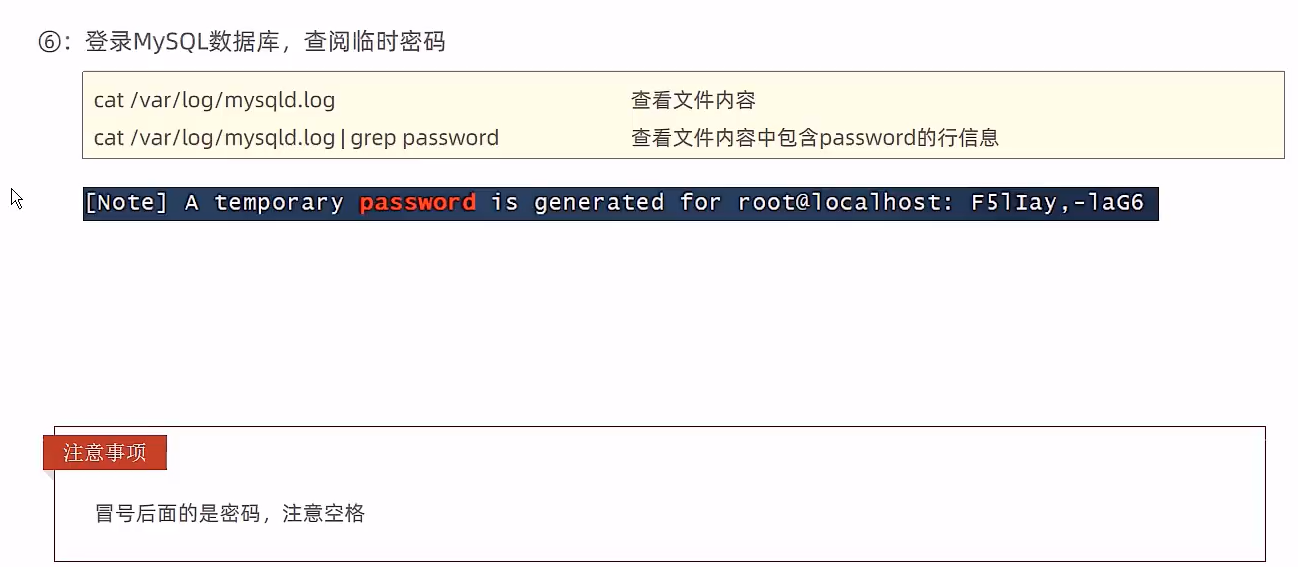 ⑥：登录MySQL数据库，查阅临时密码
cat /var/log/mysqld.log 查看文件内容
cat /var/log/mysqld.log | grep password 查看文件内容中包含password的行信息
[Note] A temporary password is generated for root@localhost: F5lIay,-laG6
注意事项
冒号后面的是密码，注意空格